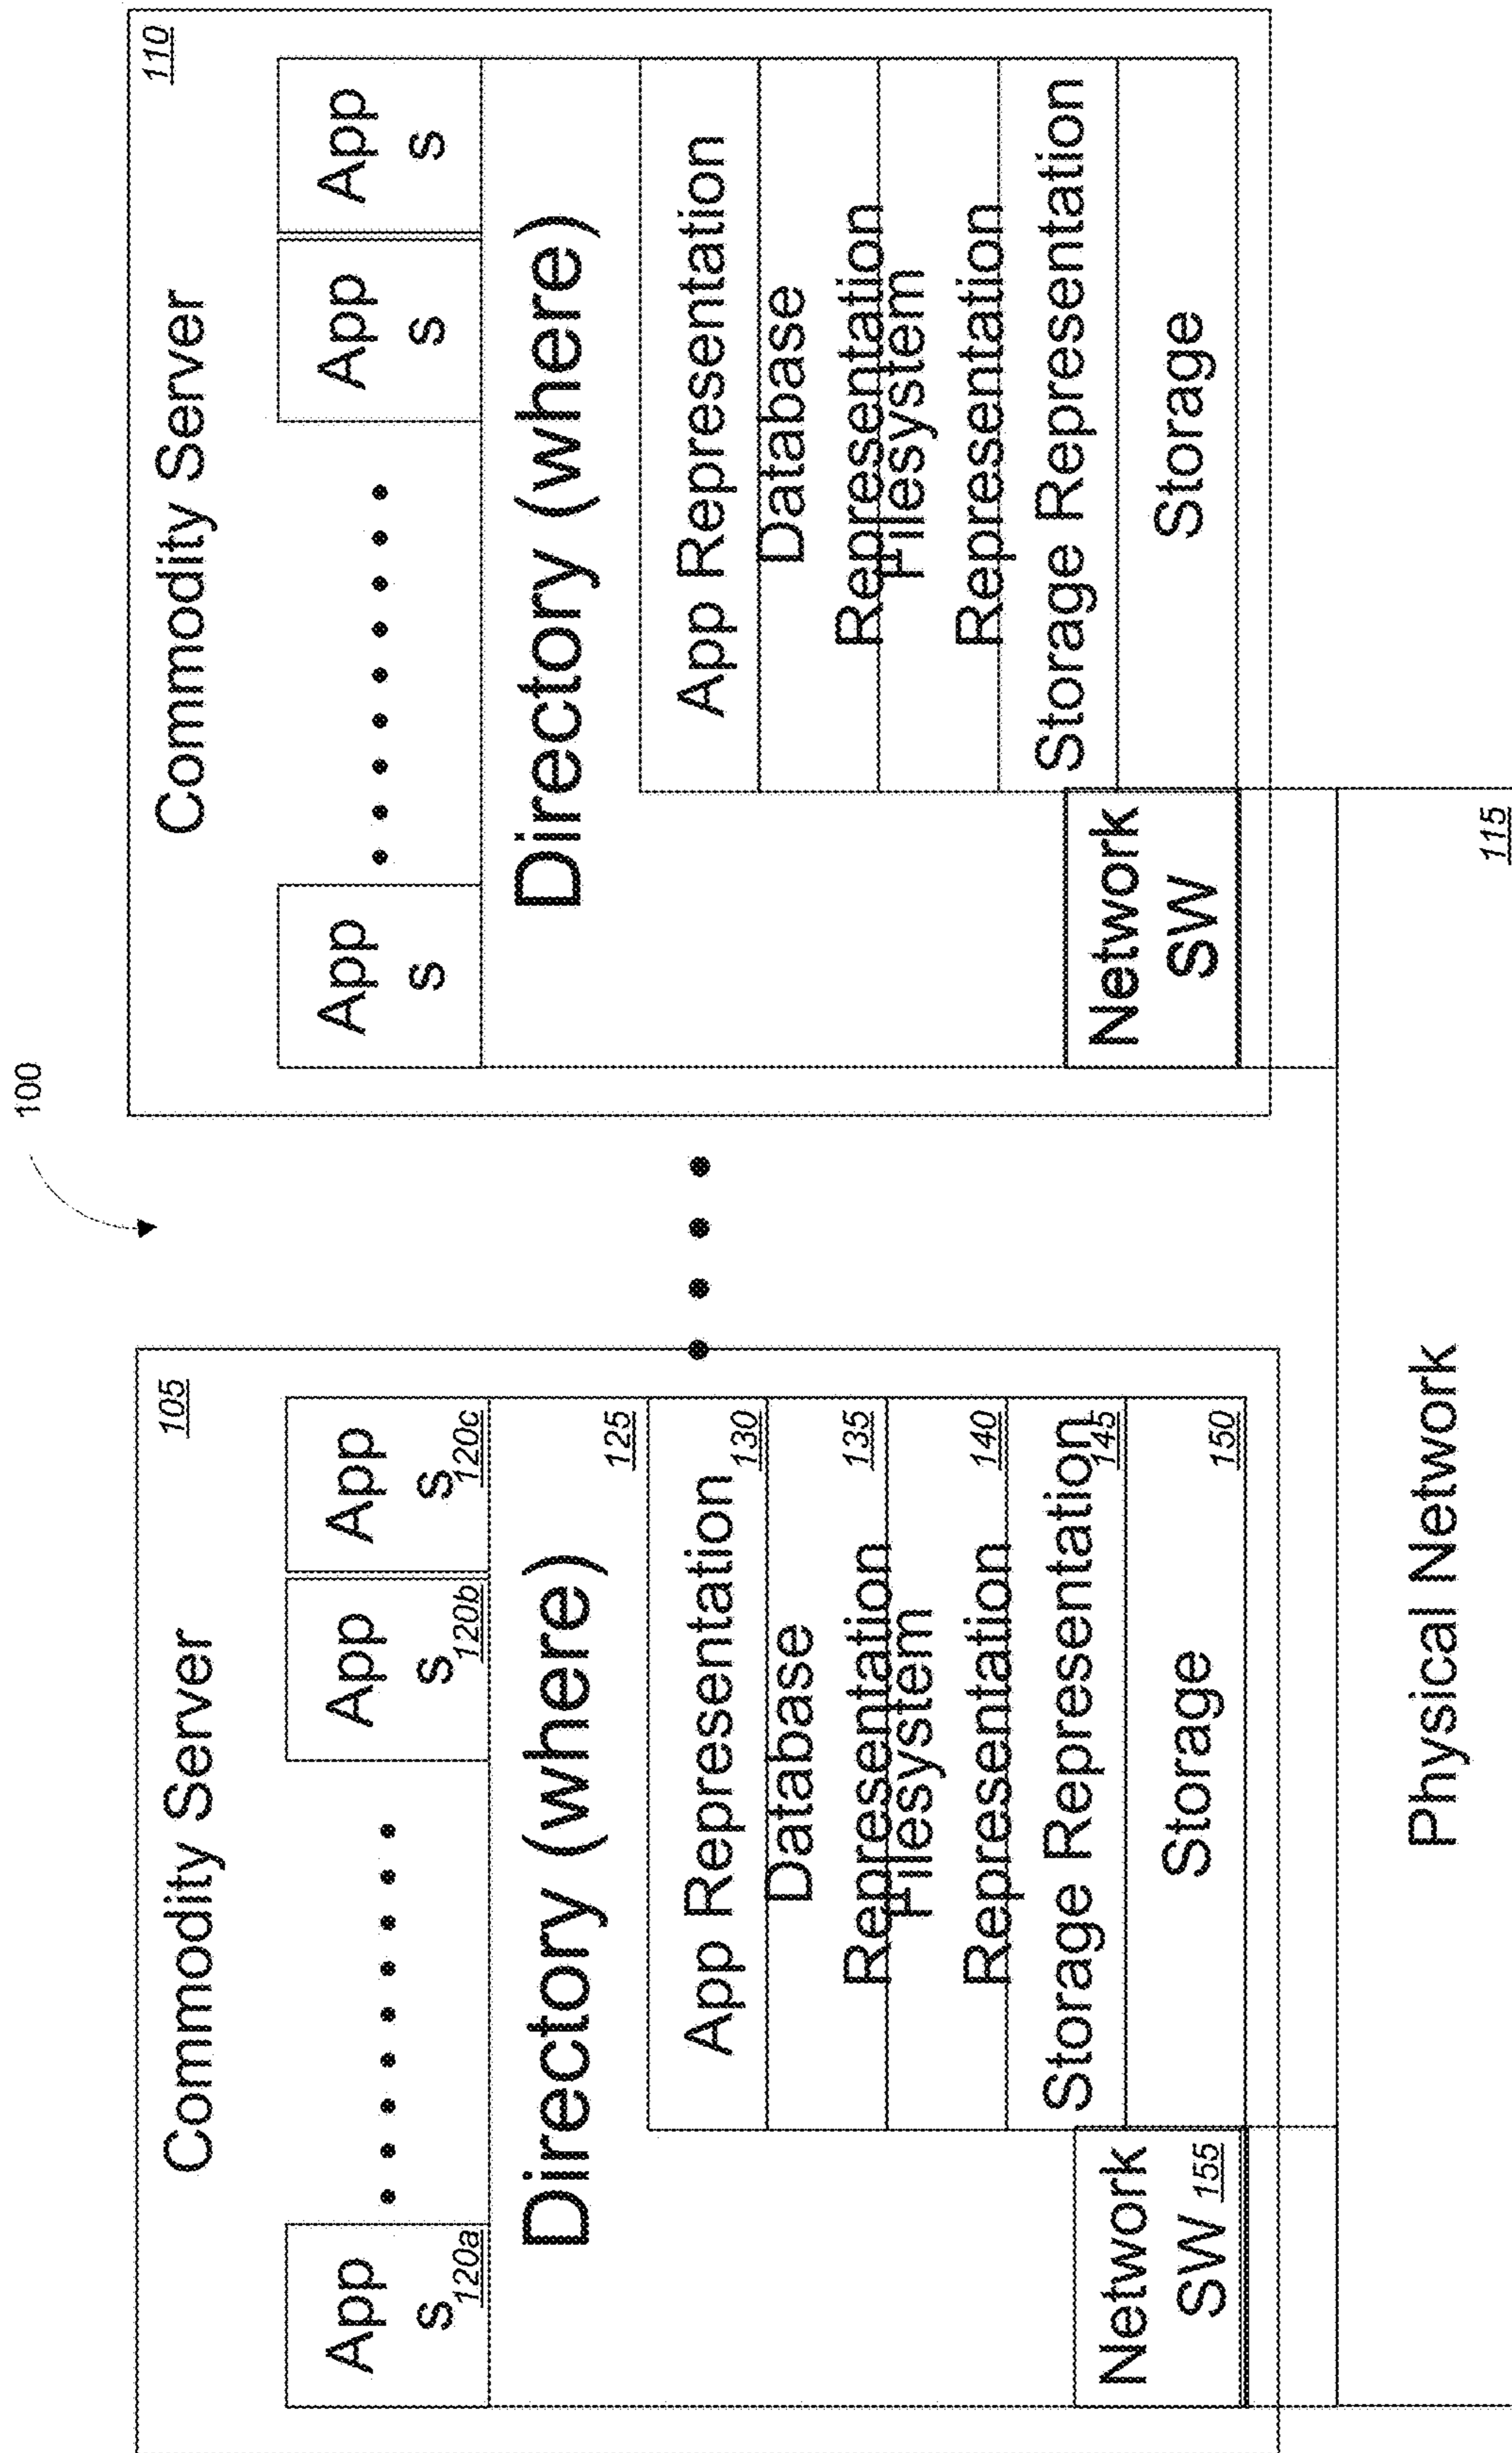 100
Commodity Server
105
App
s
120a
App
s
120b
App
s
120c
Directory (where)
125
App Representation
130
Database
Representation
135
Filesystem
Representation
140
Storage Representation
145
Storage
150
Network
SW
155
Commodity Server
110
App
s
App
s
App
s
Directory (where)
App Representation
Database
Representation
Filesystem
Representation
Storage Representation
Storage
Network
SW
Physical Network
115